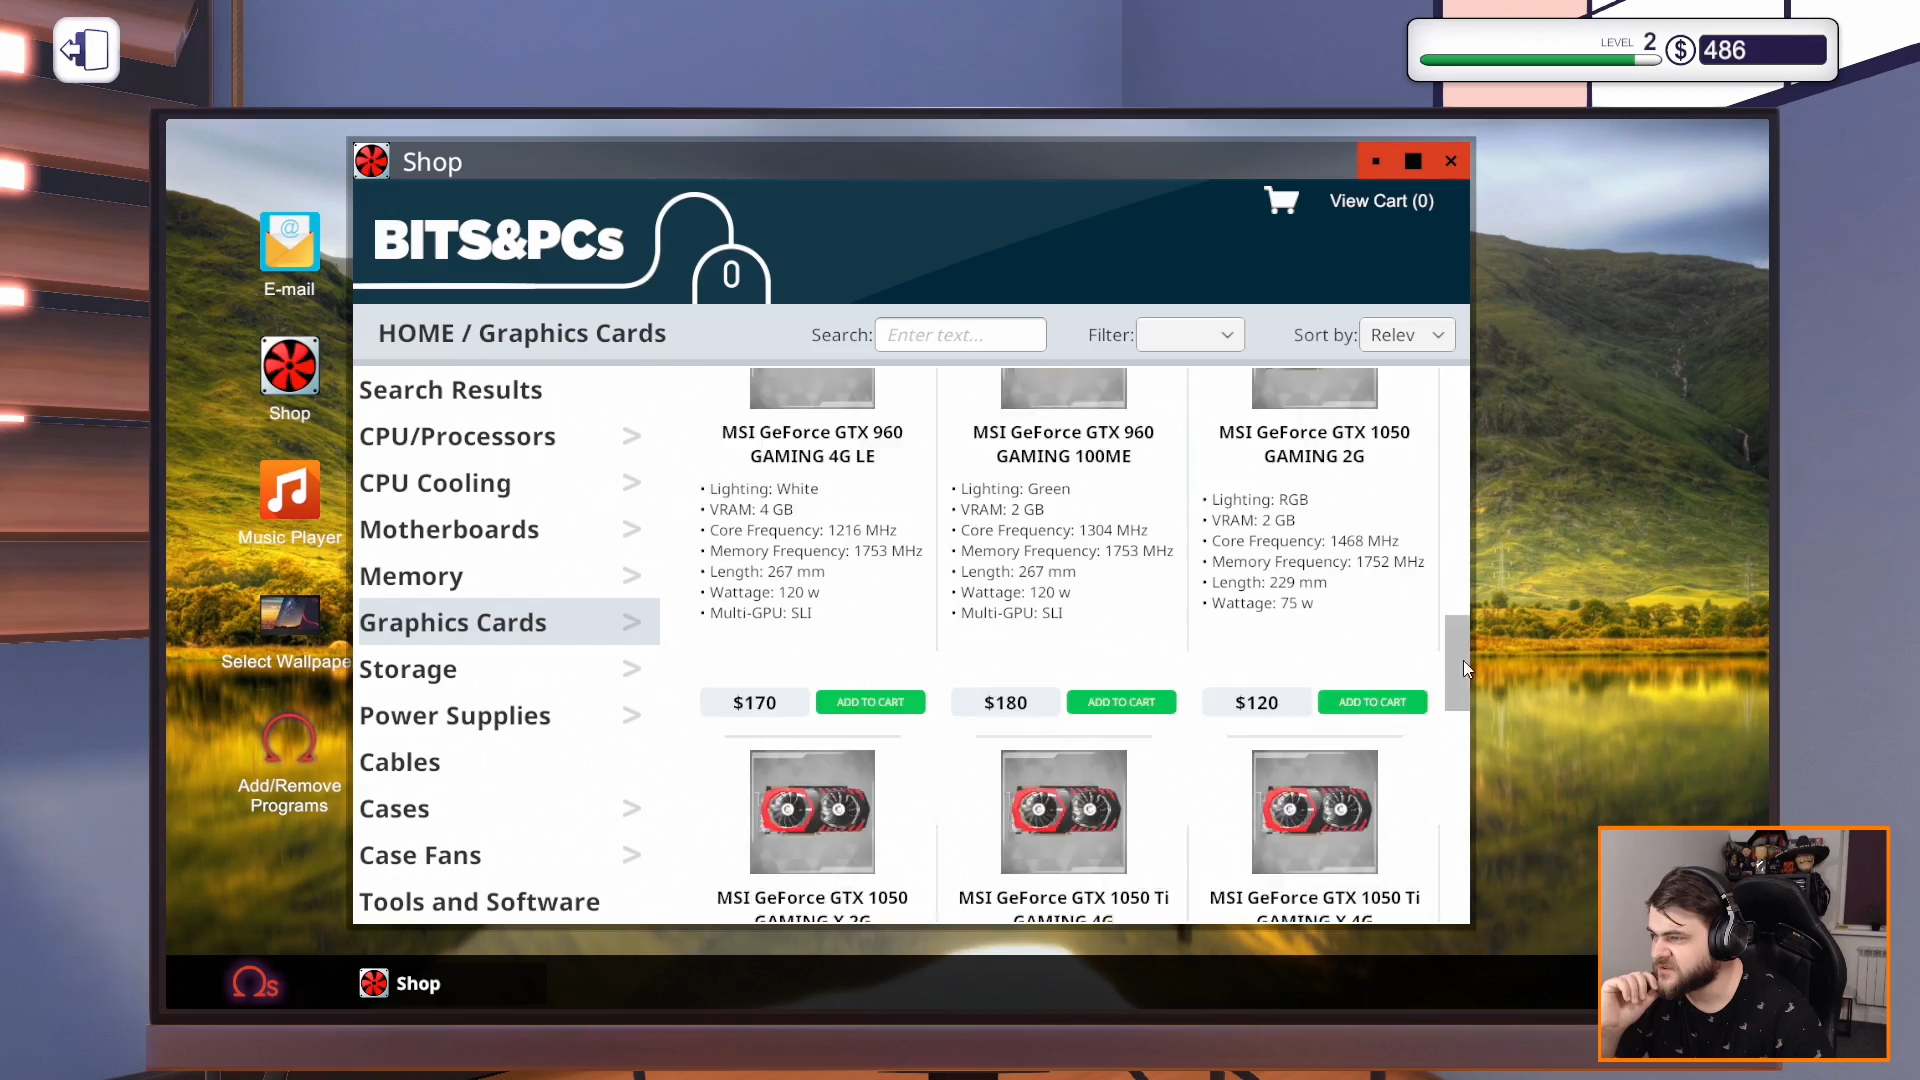 LEVEL 2 $ 486
Shop
View Cart (0)
BITS&PCs
HOME / Graphics Cards
Search: Enter text...
Filter:
Sort by: Relev
E-mail
Shop
Music Player
Select Wallpape
Add/Remove
Programs
Search Results
CPU/Processors >
CPU Cooling >
Motherboards >
Memory >
Graphics Cards >
Storage >
Power Supplies >
Cables
Cases >
Case Fans >
Tools and Software
MSI GeForce GTX 960
GAMING 4G LE
• Lighting: White
• VRAM: 4 GB
• Core Frequency: 1216 MHz
• Memory Frequency: 1753 MHz
• Length: 267 mm
• Wattage: 120 w
• Multi-GPU: SLI
$170 ADD TO CART
MSI GeForce GTX 960
GAMING 100ME
• Lighting: Green
• VRAM: 2 GB
• Core Frequency: 1304 MHz
• Memory Frequency: 1753 MHz
• Length: 267 mm
• Wattage: 120 w
• Multi-GPU: SLI
$180 ADD TO CART
MSI GeForce GTX 1050
GAMING 2G
• Lighting: RGB
• VRAM: 2 GB
• Core Frequency: 1468 MHz
• Memory Frequency: 1752 MHz
• Length: 229 mm
• Wattage: 75 w
$120 ADD TO CART
MSI GeForce GTX 1050
GAMING X 2G
MSI GeForce GTX 1050 Ti
GAMING 4G
MSI GeForce GTX 1050 Ti
GAMING X 4G
Ωs
Shop